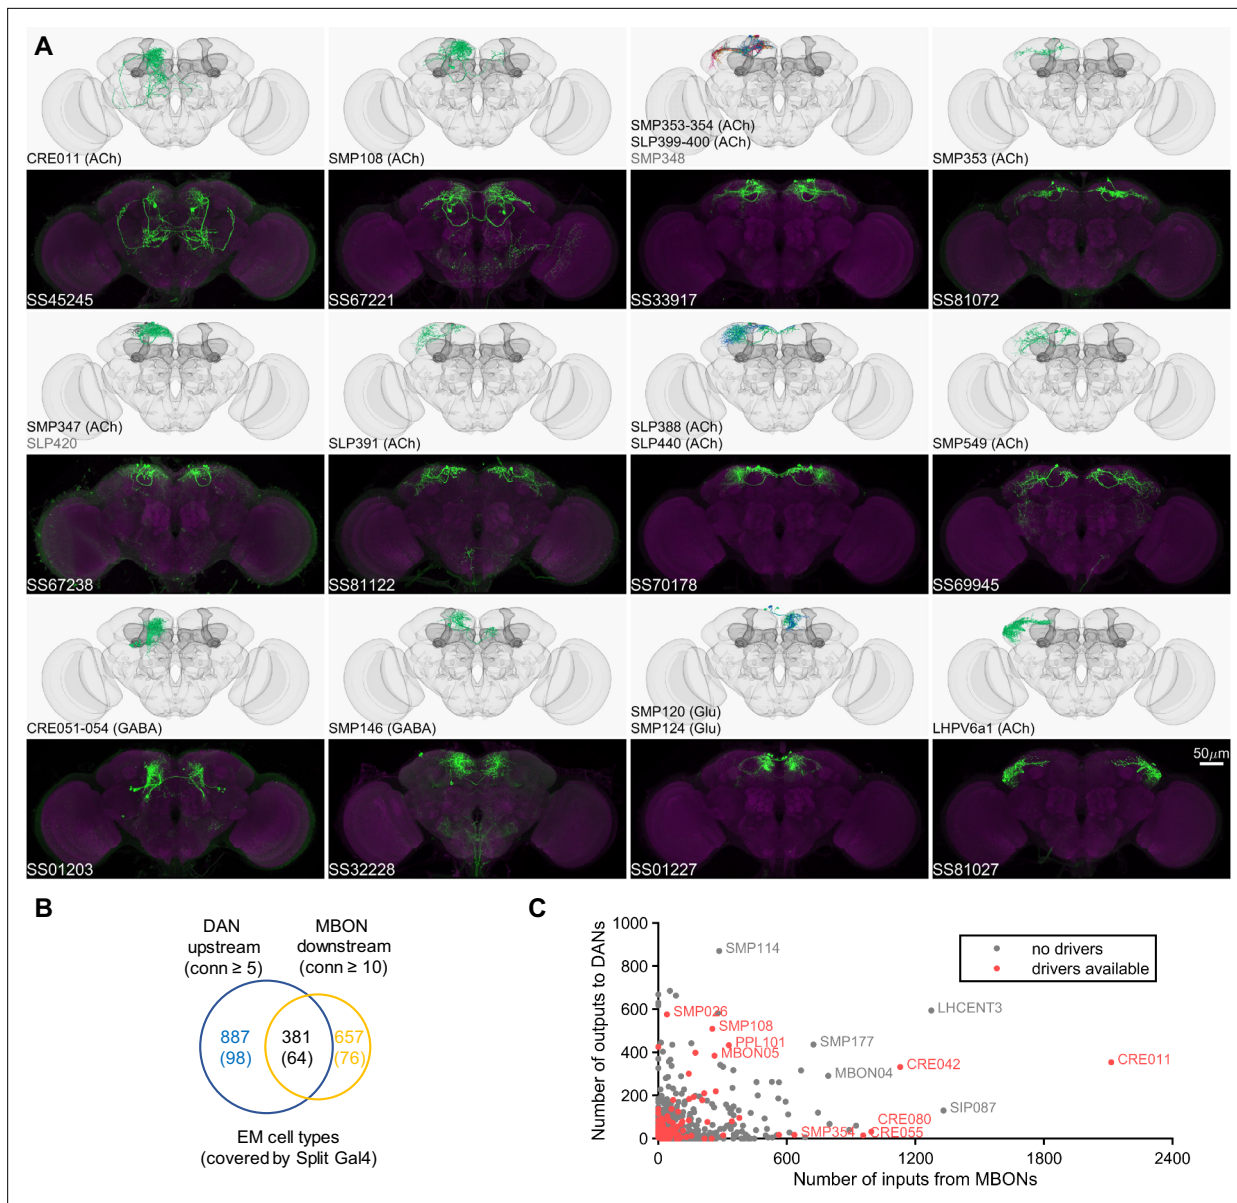 A
CRE011 (ACh)
SMP108 (ACh)
SMP353-354 (ACh)
SLP399-400 (ACh)
SMP348
SMP353 (ACh)
SS45245
SS67221
SS33917
SS81072
SMP347 (ACh)
SLP420
SLP391 (ACh)
SLP388 (ACh)
SLP440 (ACh)
SMP549 (ACh)
SS67238
SS81122
SS70178
SS69945
CRE051-054 (GABA)
SMP146 (GABA)
SMP120 (Glu)
SMP124 (Glu)
LHPV6a1 (ACh)
50μm
SS01203
SS32228
SS01227
SS81027
B
DAN
upstream
(conn ≥ 5)
MBON
downstream
(conn ≥ 10)
887
(98)
381
(64)
657
(76)
EM cell types
(covered by Split Gal4)
C
Number of outputs to DANs
1000
800
600
400
200
0
no drivers
drivers available
SMP114
SMP026
SMP108
PPL101
MBON05
SMP177
MBON04
LHCENT3
CRE042
CRE011
SIP087
CRE080
SMP354
CRE055
0
600
1200
1800
2400
Number of inputs from MBONs